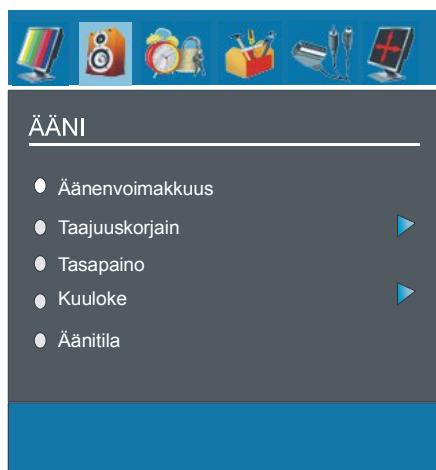 ÄÄNI
Äänenvoimakkuus
Taajuuskorjain
Tasapaino
Kuuloke
Äänitila